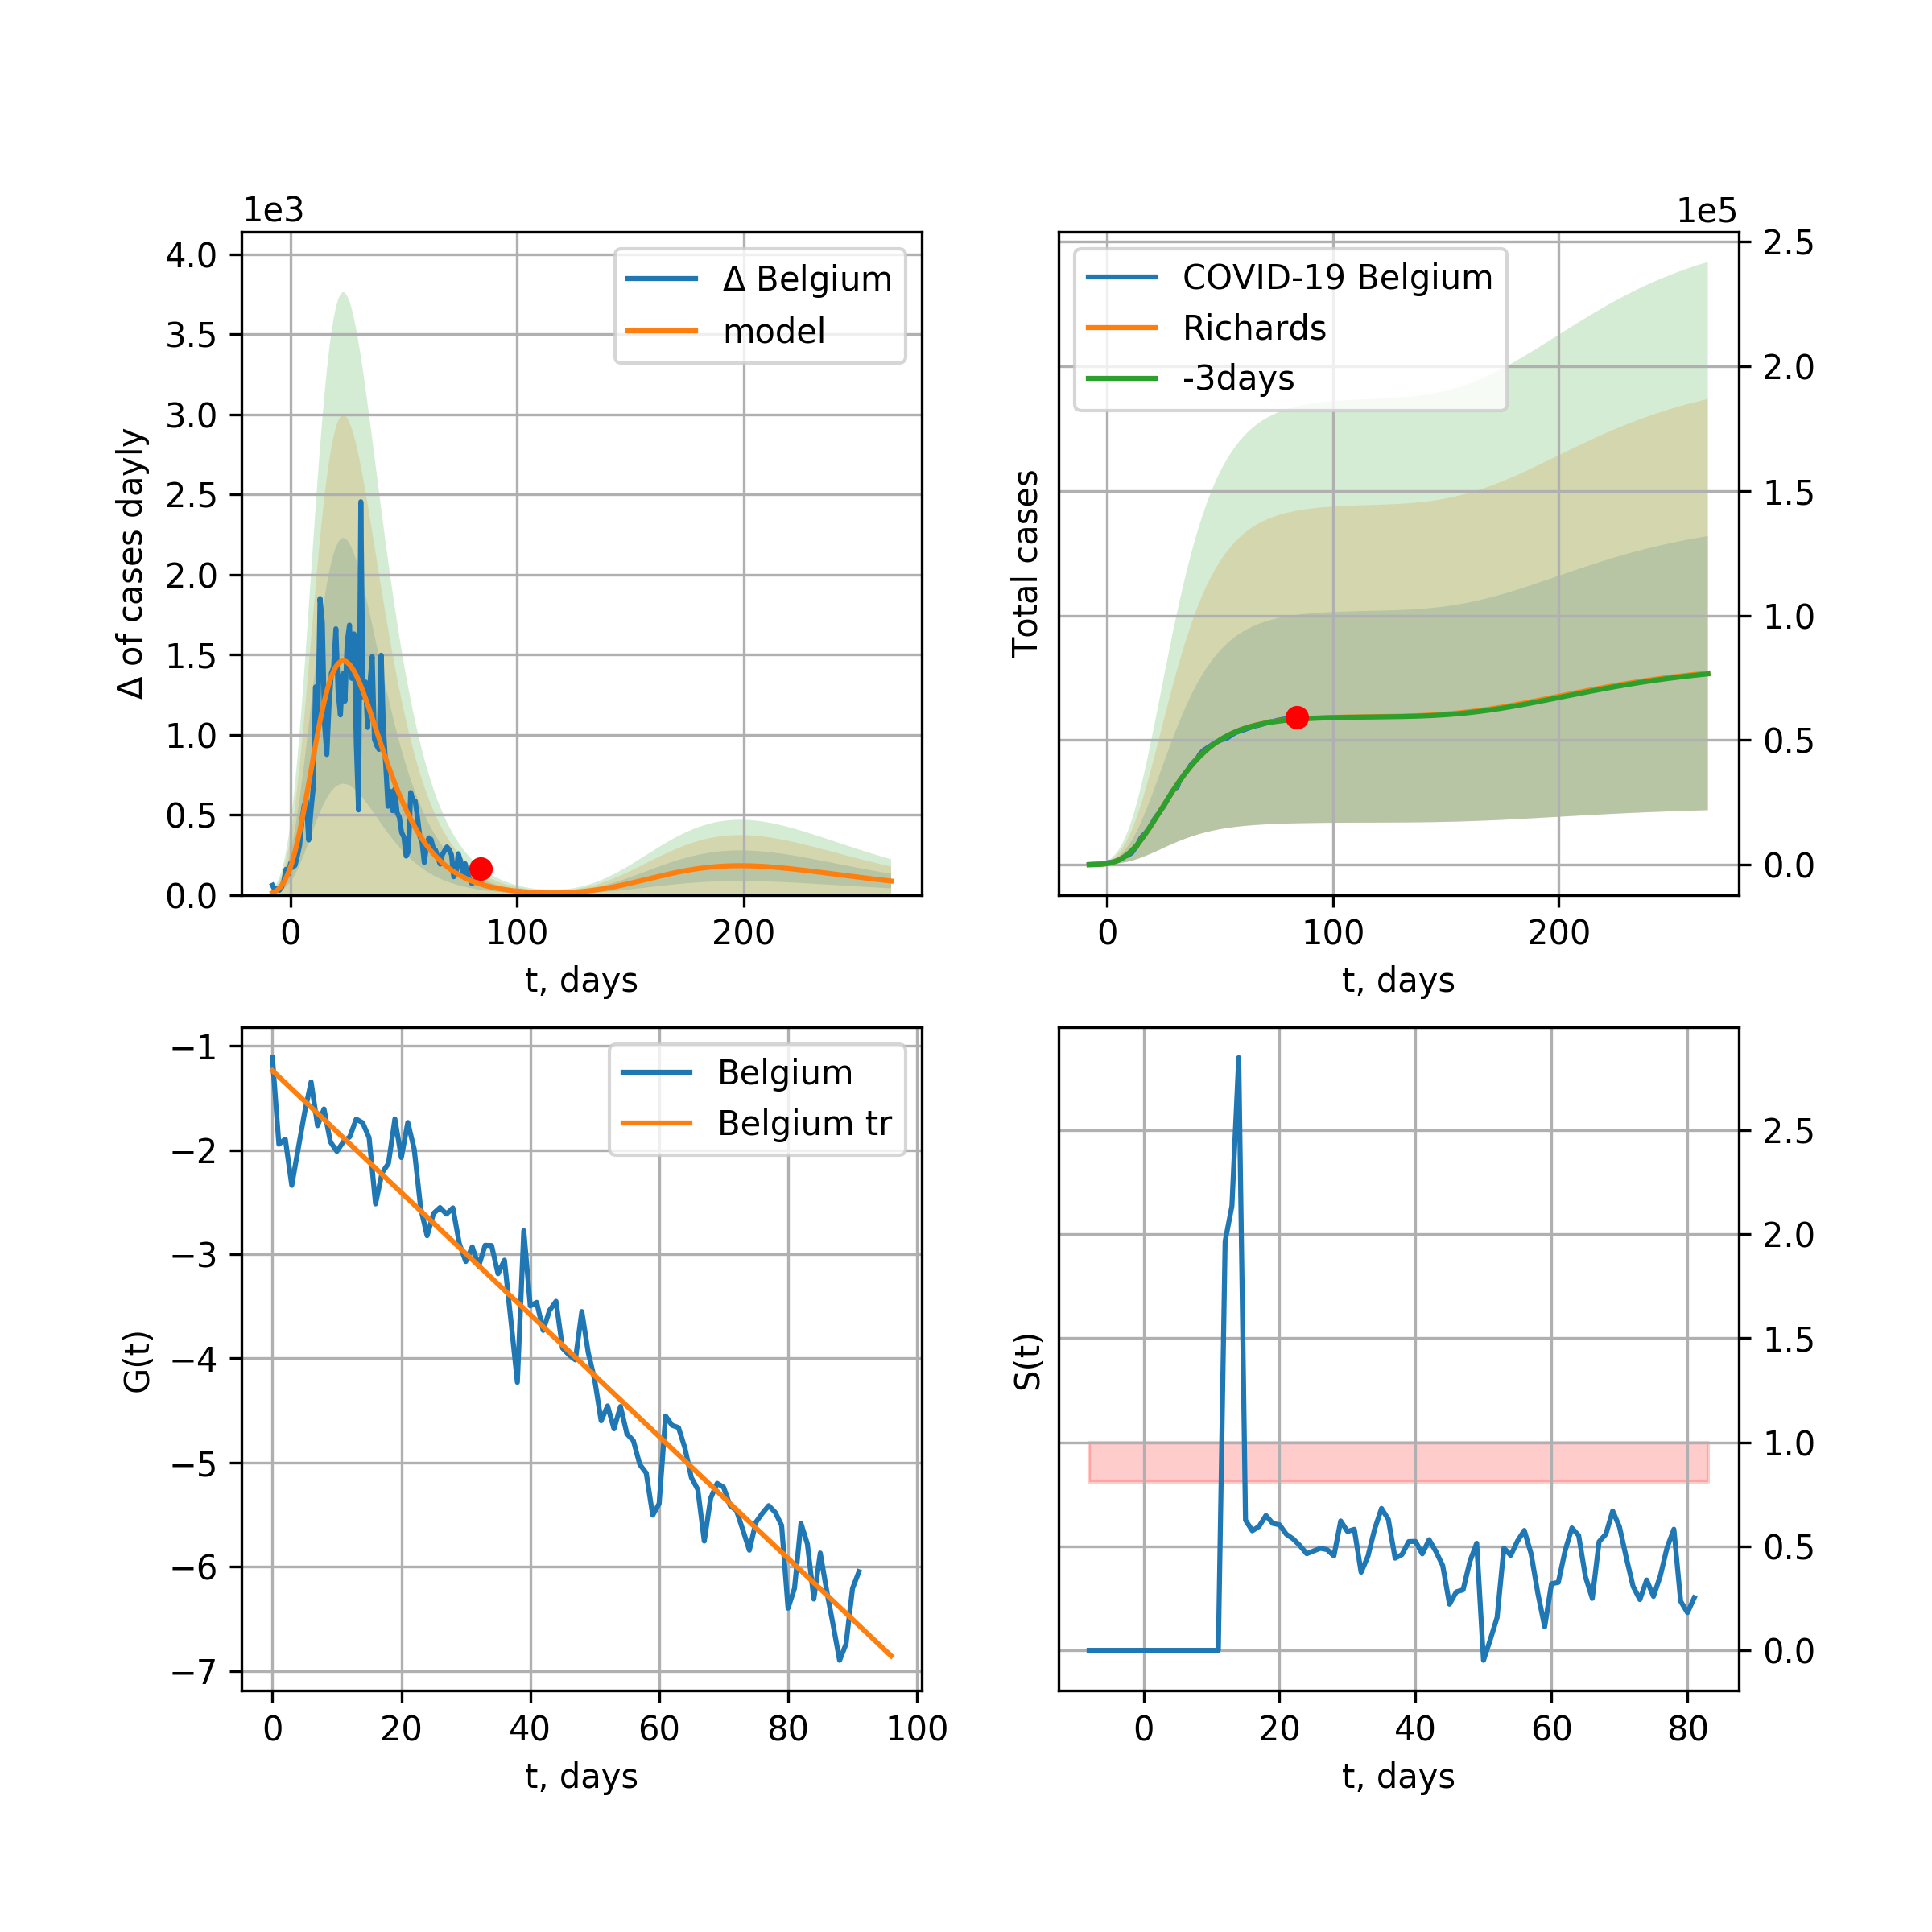 1e3
4.0
3.5
3.0
2.5
2.0
1.5
1.0
0.5
0.0
Δ of cases dayly
Δ Belgium
model
0 100 200
t, days
1e5
2.5
2.0
1.5
1.0
0.5
0.0
Total cases
COVID-19 Belgium
Richards
-3days
0 100 200
t, days
−1
−2
−3
−4
−5
−6
−7
G(t)
Belgium
Belgium tr
0 20 40 60 80 100
t, days
2.5
2.0
1.5
1.0
0.5
0.0
S(t)
0 20 40 60 80
t, days